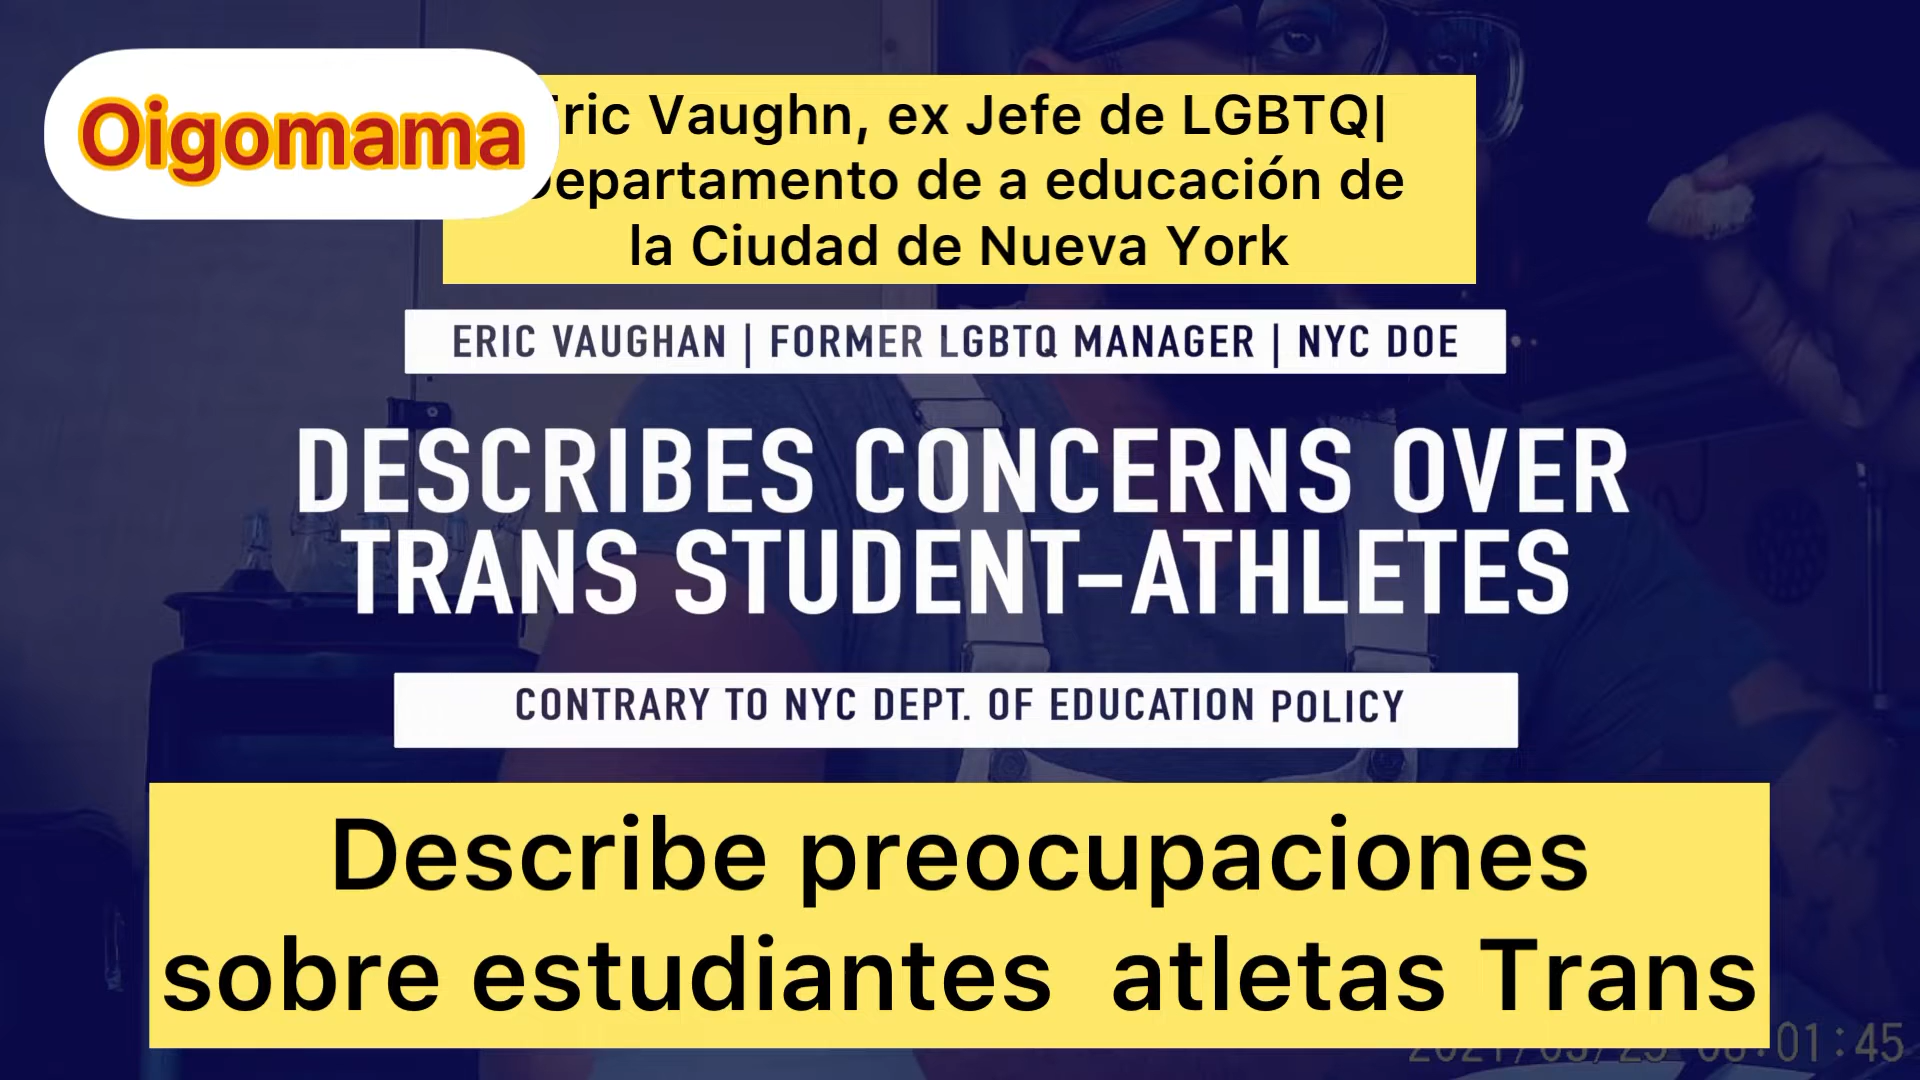 Oigomama
ric Vaughn, ex Jefe de LGBTQ|
epartamento de a educación de
la Ciudad de Nueva York
ERIC VAUGHAN | FORMER LGBTQ MANAGER | NYC DOE
DESCRIBES CONCERNS OVER
TRANS STUDENT-ATHLETES
CONTRARY TO NYC DEPT. OF EDUCATION POLICY
Describe preocupaciones
sobre estudiantes atletas Trans
:01:45